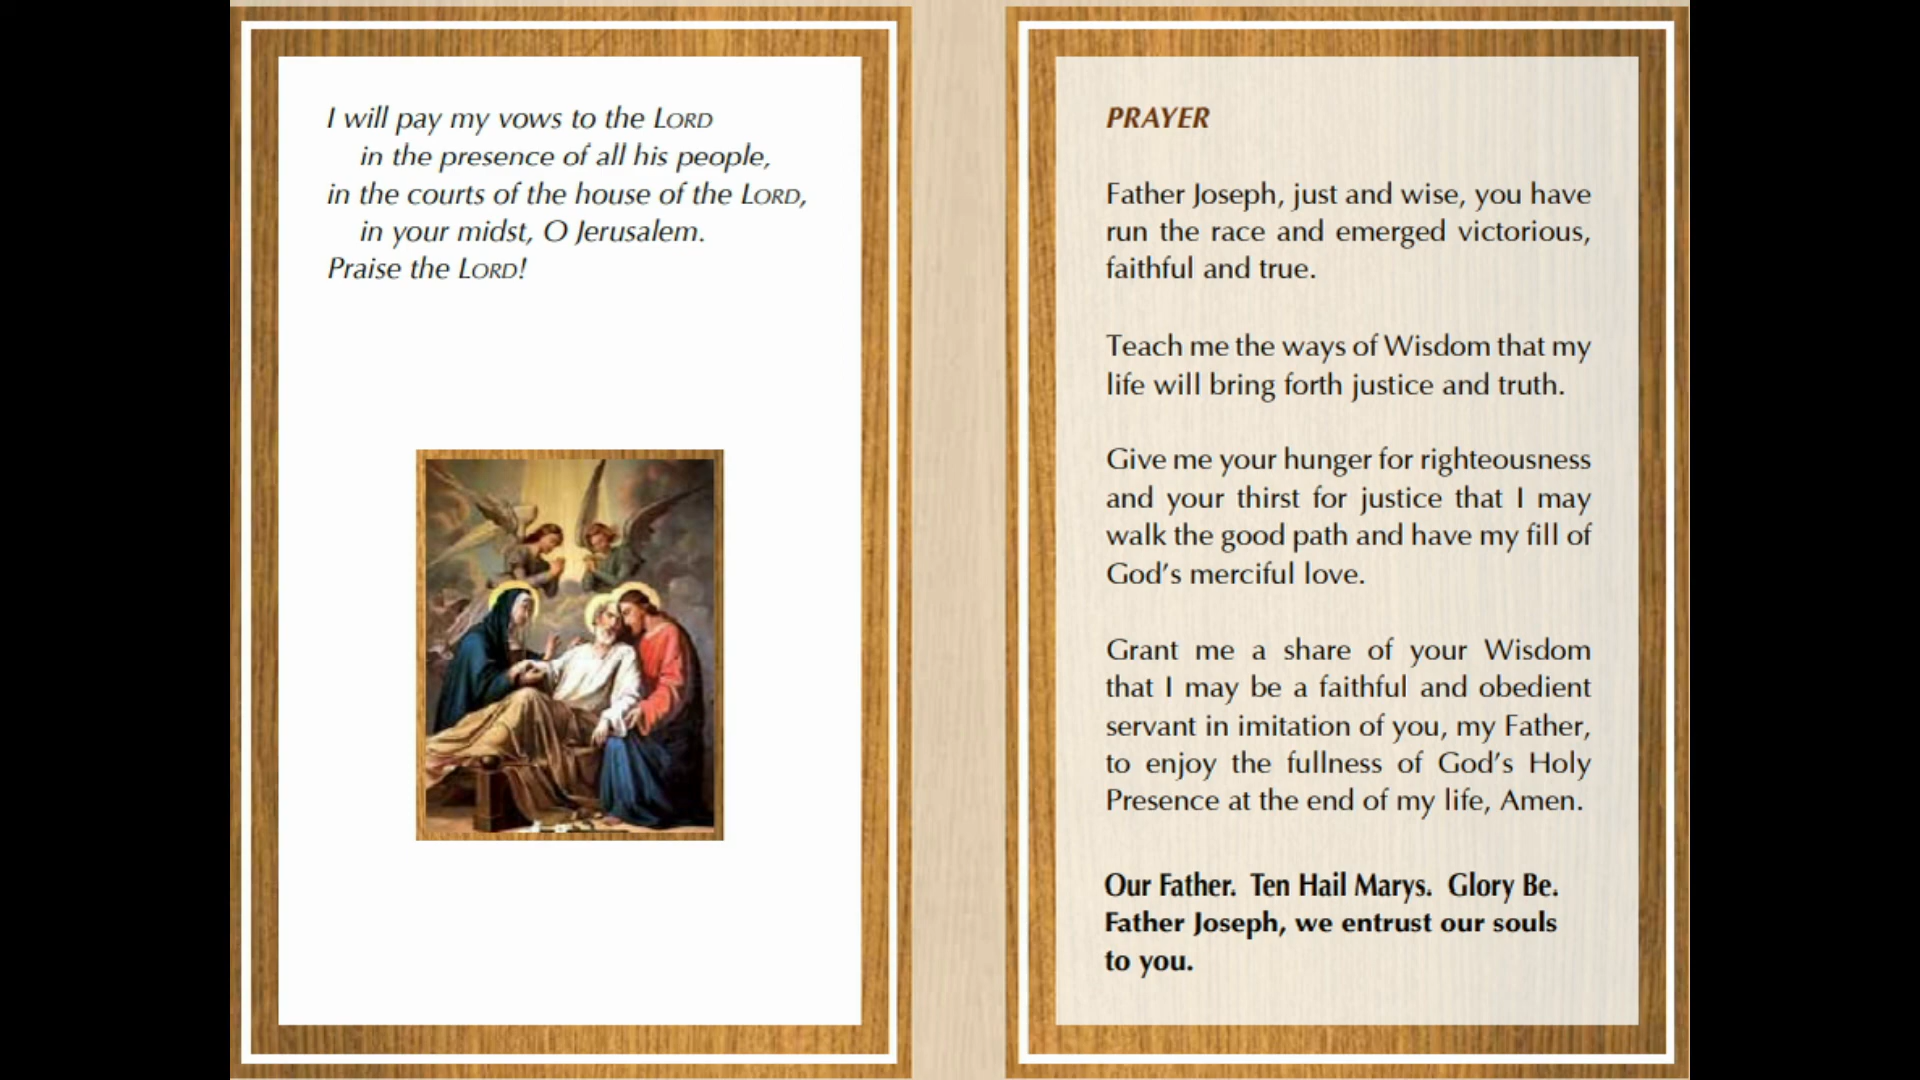 I will pay my vows to the LORD
in the presence of all his people,
in the courts of the house of the LORD,
in your midst, O Jerusalem.
Praise the LORD!
PRAYER
Father Joseph, just and wise, you have
run the race and emerged victorious,
faithful and true.
Teach me the ways of Wisdom that my
life will bring forth justice and truth.
Give me your hunger for righteousness
and your thirst for justice that I may
walk the good path and have my fill of
God’s merciful love.
Grant me a share of your Wisdom
that I may be a faithful and obedient
servant in imitation of you, my Father,
to enjoy the fullness of God’s Holy
Presence at the end of my life, Amen.
Our Father. Ten Hail Marys. Glory Be.
Father Joseph, we entrust our souls
to you.